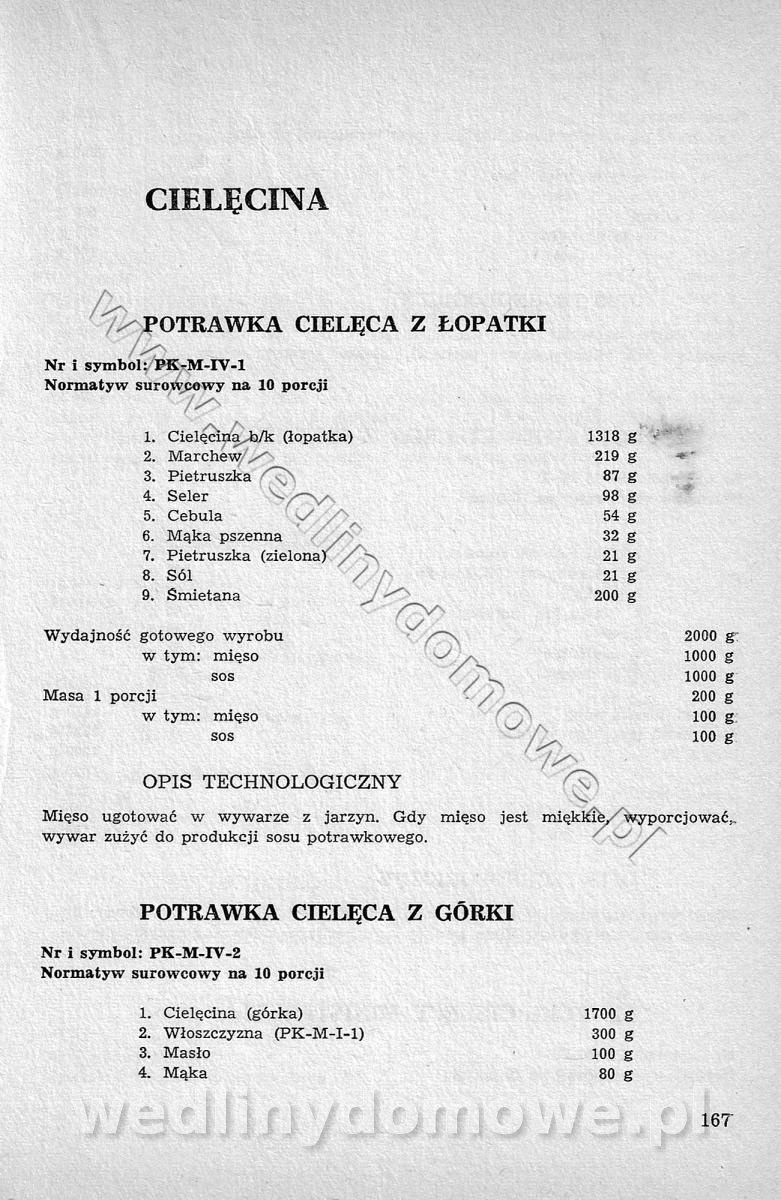 CIELĘCINA
POTRAWKA CIELĘCA Z ŁOPATKI
Nr i symbol: PK-M-IV-1
Normatyw surowcowy na 10 porcji
1. Cielęcina b/k (łopatka) 1318 g
2. Marchew 219 g
3. Pietruszka 87 g
4. Seler 98 g
5. Cebula 54 g
6. Mąka pszenna 32 g
7. Pietruszka (zielona) 21 g
8. Sól 21 g
9. Śmietana 200 g
Wydajność gotowego wyrobu 2000 g
w tym: mięso 1000 g
sos 1000 g
Masa 1 porcji 200 g
w tym: mięso 100 g
sos 100 g
OPIS TECHNOLOGICZNY
Mięso ugotować w wywarze z jarzyn. Gdy mięso jest miękkie, wyporcjować,
wywar zużyć do produkcji sosu potrawkowego.
POTRAWKA CIELĘCA Z GÓRKI
Nr i symbol: PK-M-IV-2
Normatyw surowcowy na 10 porcji
1. Cielęcina (górka) 1700 g
2. Włoszczyzna (PK-M-I-1) 300 g
3. Masło 100 g
4. Mąka 80 g
167
www.wedlinydomowe.pl
wedlinydomowe.pl